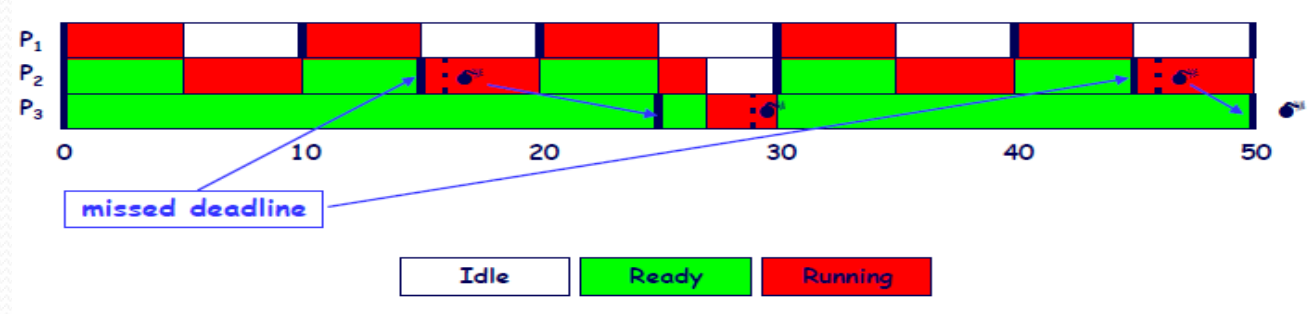 P1
P2
P3
0 10 20 30 40 50
missed deadline
Idle Ready Running